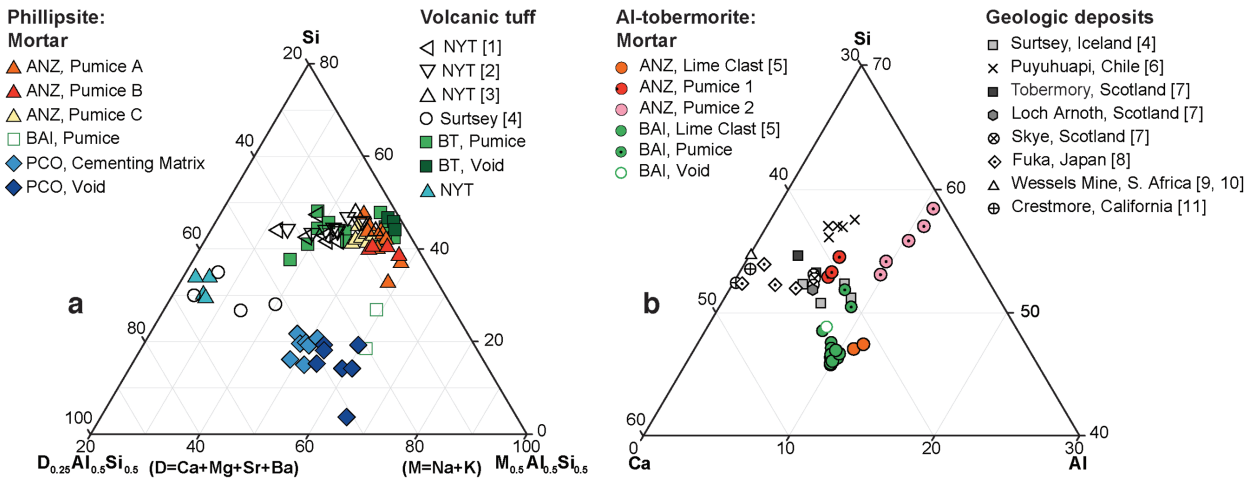 Phillipsite:
Mortar
ANZ, Pumice A
ANZ, Pumice B
ANZ, Pumice C
BAI, Pumice
PCO, Cementing Matrix
PCO, Void
Volcanic tuff
NYT [1]
NYT [2]
NYT [3]
Surtsey [4]
BT, Pumice
BT, Void
NYT
Si
20
80
40
60
60
40
80
20
100
0
20
40
60
80
100
a
D0.25Al0.5Si0.5 (D=Ca+Mg+Sr+Ba)
(M=Na+K) M0.5Al0.5Si0.5
Al-tobermorite:
Mortar
ANZ, Lime Clast [5]
ANZ, Pumice 1
ANZ, Pumice 2
BAI, Lime Clast [5]
BAI, Pumice
BAI, Void
Geologic deposits
Surtsey, Iceland [4]
Puyuhuapi, Chile [6]
Tobermory, Scotland [7]
Loch Arnoth, Scotland [7]
Skye, Scotland [7]
Fuka, Japan [8]
Wessels Mine, S. Africa [9, 10]
Crestmore, California [11]
Si
30
70
40
60
50
50
60
40
0
10
20
30
b
Ca
Al